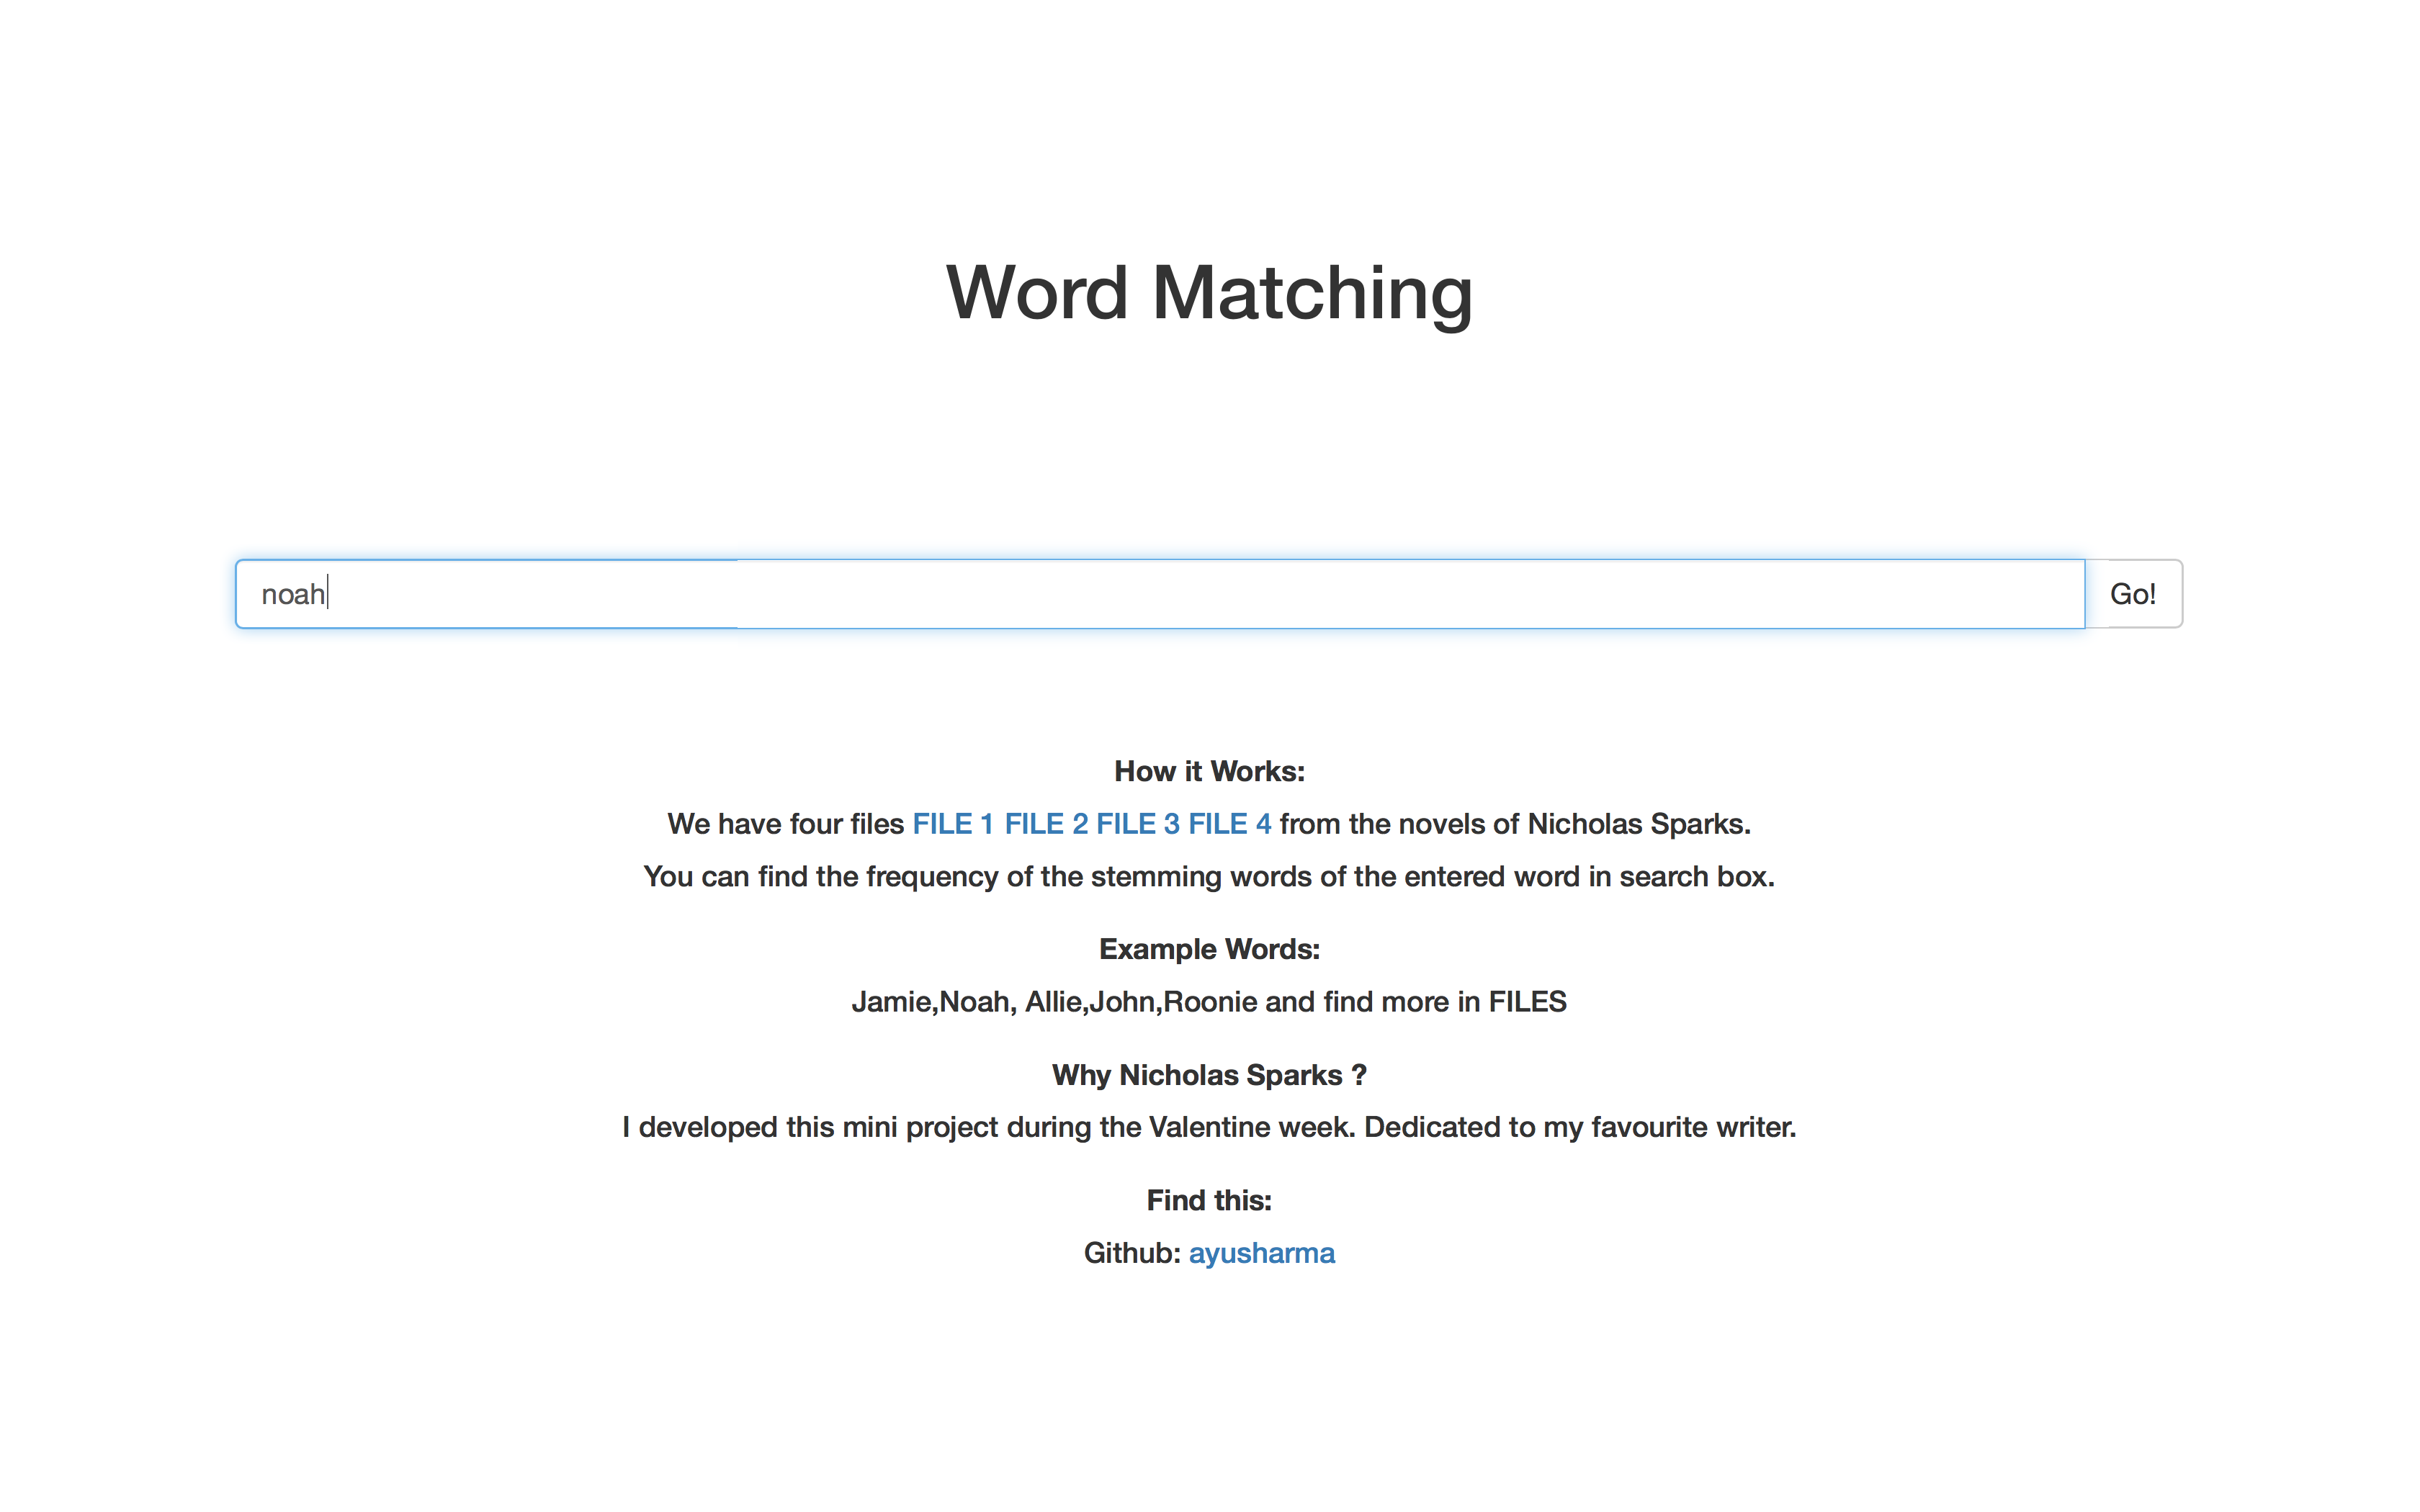 Word Matching
noah
Go!
How it Works:
We have four files FILE 1 FILE 2 FILE 3 FILE 4 from the novels of Nicholas Sparks.
You can find the frequency of the stemming words of the entered word in search box.
Example Words:
Jamie,Noah, Allie,John,Roonie and find more in FILES
Why Nicholas Sparks ?
I developed this mini project during the Valentine week. Dedicated to my favourite writer.
Find this:
Github: ayusharma